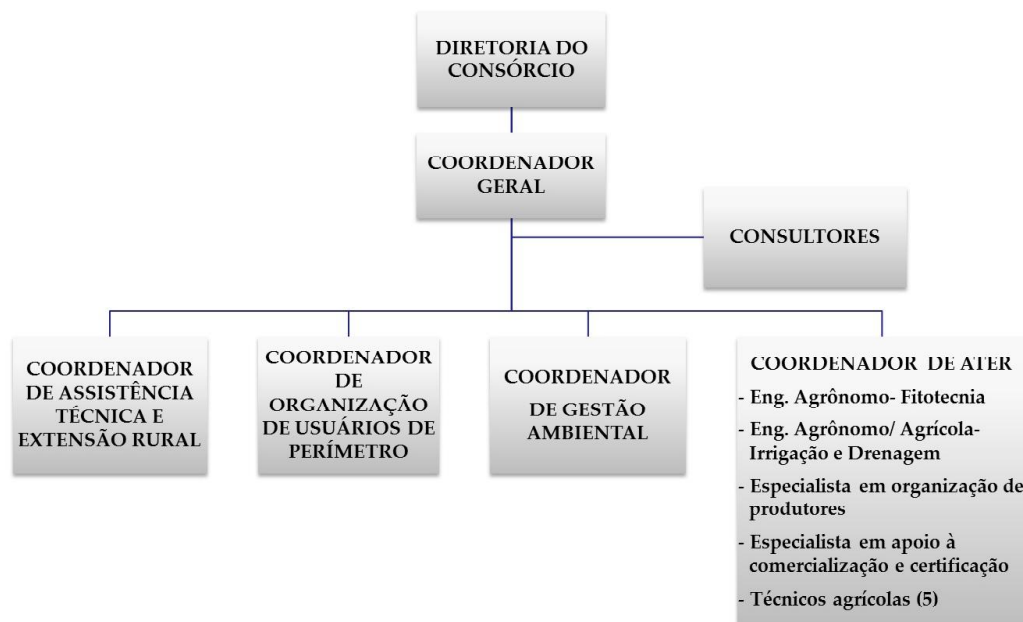 DIRETORIA DO
CONSÓRCIO
COORDENADOR
GERAL
CONSULTORES
COORDENADOR
DE ASSISTÊNCIA
TÉCNICA E
EXTENSÃO RURAL
COORDENADOR
DE
ORGANIZAÇÃO
DE USUÁRIOS DE
PERÍMETRO
COORDENADOR
DE GESTÃO
AMBIENTAL
COORDENADOR DE ATER
- Eng. Agrônomo- Fitotecnia
- Eng. Agrônomo/ Agrícola-
Irrigação e Drenagem
- Especialista em organização de
produtores
- Especialista em apoio à
comercialização e certificação
- Técnicos agrícolas (5)